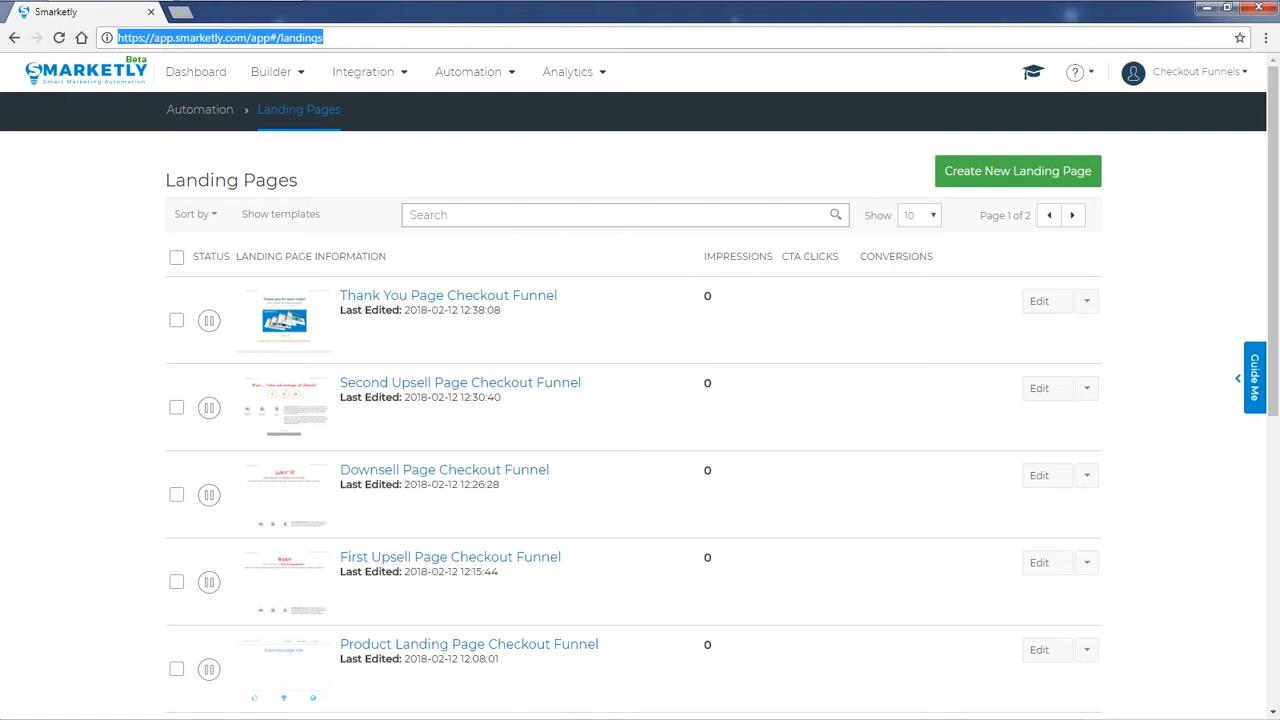 Smarketly
https://app.smarketly.com/app#/landings
Beta
SMARKETLY
Smart Marketing Automation
Dashboard
Builder
Integration
Automation
Analytics
?
Checkout Funnels
Automation
Landing Pages
Landing Pages
Create New Landing Page
Sort by
Show templates
Search
Show
10
Page 1 of 2
STATUS
LANDING PAGE INFORMATION
IMPRESSIONS
CTA CLICKS
CONVERSIONS
Thank you for your order!
Thank You Page Checkout Funnel
Last Edited: 2018-02-12 12:38:08
0
Edit
Second Upsell Page Checkout Funnel
Last Edited: 2018-02-12 12:30:40
0
Edit
Guide Me
Downsell Page Checkout Funnel
Last Edited: 2018-02-12 12:26:28
0
Edit
First Upsell Page Checkout Funnel
Last Edited: 2018-02-12 12:15:44
0
Edit
Product Landing Page Checkout Funnel
Last Edited: 2018-02-12 12:08:01
0
Edit